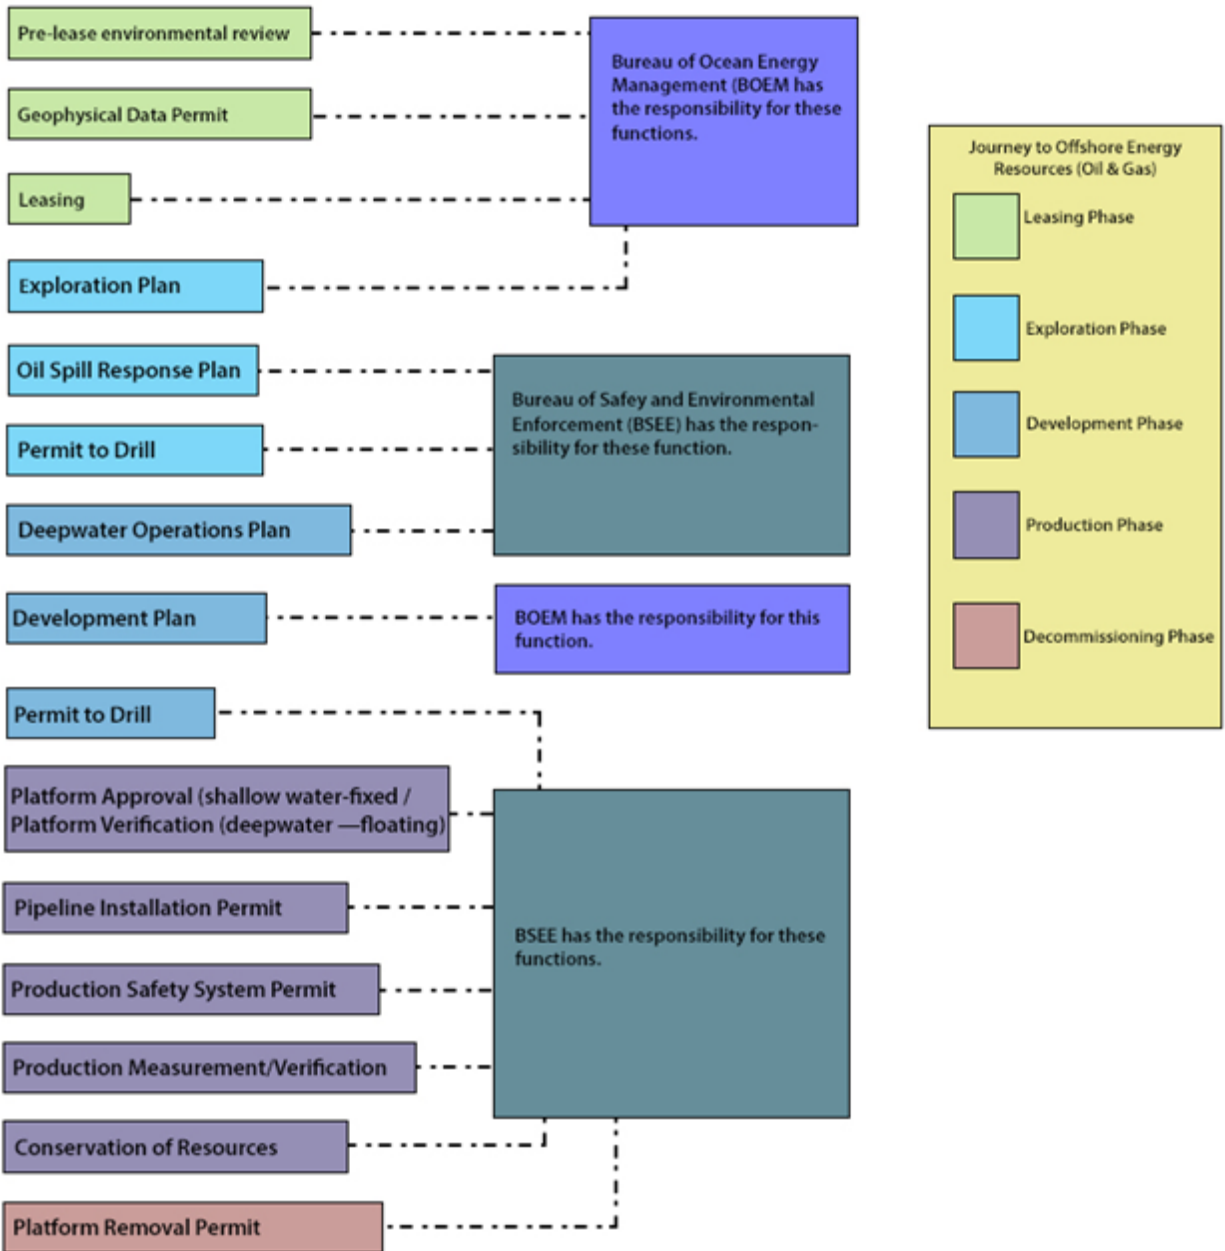 Pre-lease environmental review
Geophysical Data Permit
Leasing
Exploration Plan
Oil Spill Response Plan
Permit to Drill
Deepwater Operations Plan
Development Plan
Permit to Drill
Platform Approval (shallow water-fixed /
Platform Verification (deepwater —floating)
Pipeline Installation Permit
Production Safety System Permit
Production Measurement/Verification
Conservation of Resources
Platform Removal Permit
Bureau of Ocean Energy
Management (BOEM has
the responsibility for these
functions.
Bureau of Safey and Environmental
Enforcement (BSEE) has the respon-
sibility for these function.
BOEM has the responsibility for this
function.
BSEE has the responsibility for these
functions.
Journey to Offshore Energy
Resources (Oil & Gas)
Leasing Phase
Exploration Phase
Development Phase
Production Phase
Decommissioning Phase